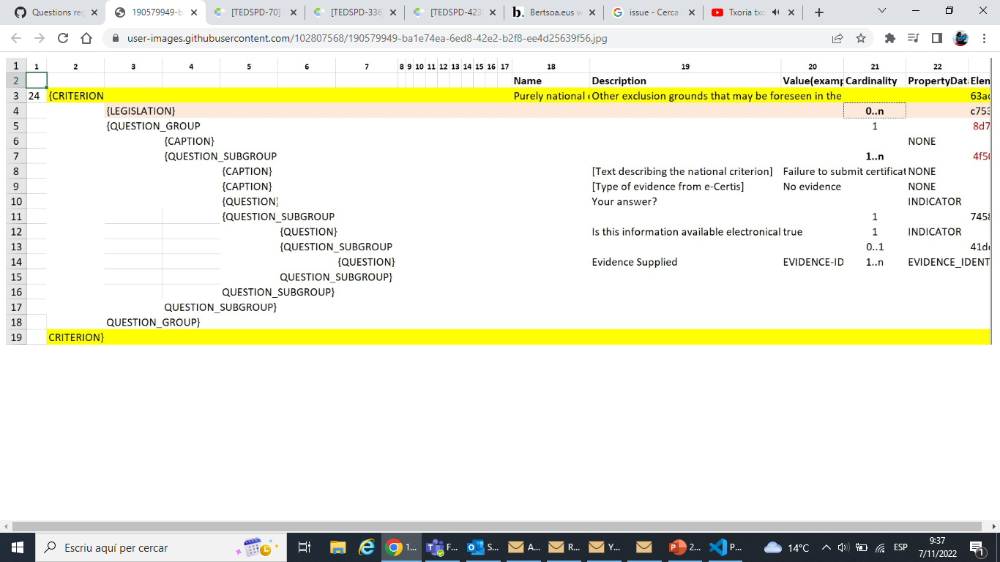 Questions reg
190579949-b
[TEDSPD-70]
[TEDSPD-336
[TEDSPD-423
b. Bertsoa.eus w
issue - Cerca
Txoria txo
user-images.githubusercontent.com/102807568/190579949-ba1e74ea-6ed8-42e2-b2f8-ee4d25639f56.jpg
1 1 2 3 4 5 6 7 8 9 10 11 12 13 14 15 16 17 18 19 20 21 22
2 Name Description Value(examp Cardinality PropertyDat Elen
3 24 {CRITERION Purely national Other exclusion grounds that may be foreseen in the 63ac
4 {LEGISLATION} 0..n c753
5 {QUESTION_GROUP 1 8d7
6 {CAPTION} NONE
7 {QUESTION_SUBGROUP 1..n 4f50
8 {CAPTION} [Text describing the national criterion] Failure to submit certificat NONE
9 {CAPTION} [Type of evidence from e-Certis] No evidence NONE
10 {QUESTION} Your answer? INDICATOR
11 {QUESTION_SUBGROUP 1 7458
12 {QUESTION} Is this information available electronical true 1 INDICATOR
13 {QUESTION_SUBGROUP 0..1 41dc
14 {QUESTION} Evidence Supplied EVIDENCE-ID 1..n EVIDENCE_IDENT
15 QUESTION_SUBGROUP}
16 QUESTION_SUBGROUP}
17 QUESTION_SUBGROUP}
18 QUESTION_GROUP}
19 CRITERION}
Escriu aquí per cercar
1...
F...
S...
A...
R...
Y...
2...
P...
14°C
ESP
9:37
7/11/2022
1